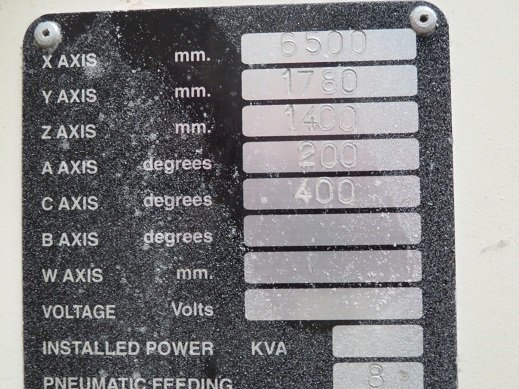 X AXIS mm. 6500
Y AXIS mm. 1780
Z AXIS mm. 1400
A AXIS degrees 200
C AXIS degrees 400
B AXIS degrees
W AXIS mm.
VOLTAGE Volts
INSTALLED POWER KVA
PNEUMATIC FEEDING 8